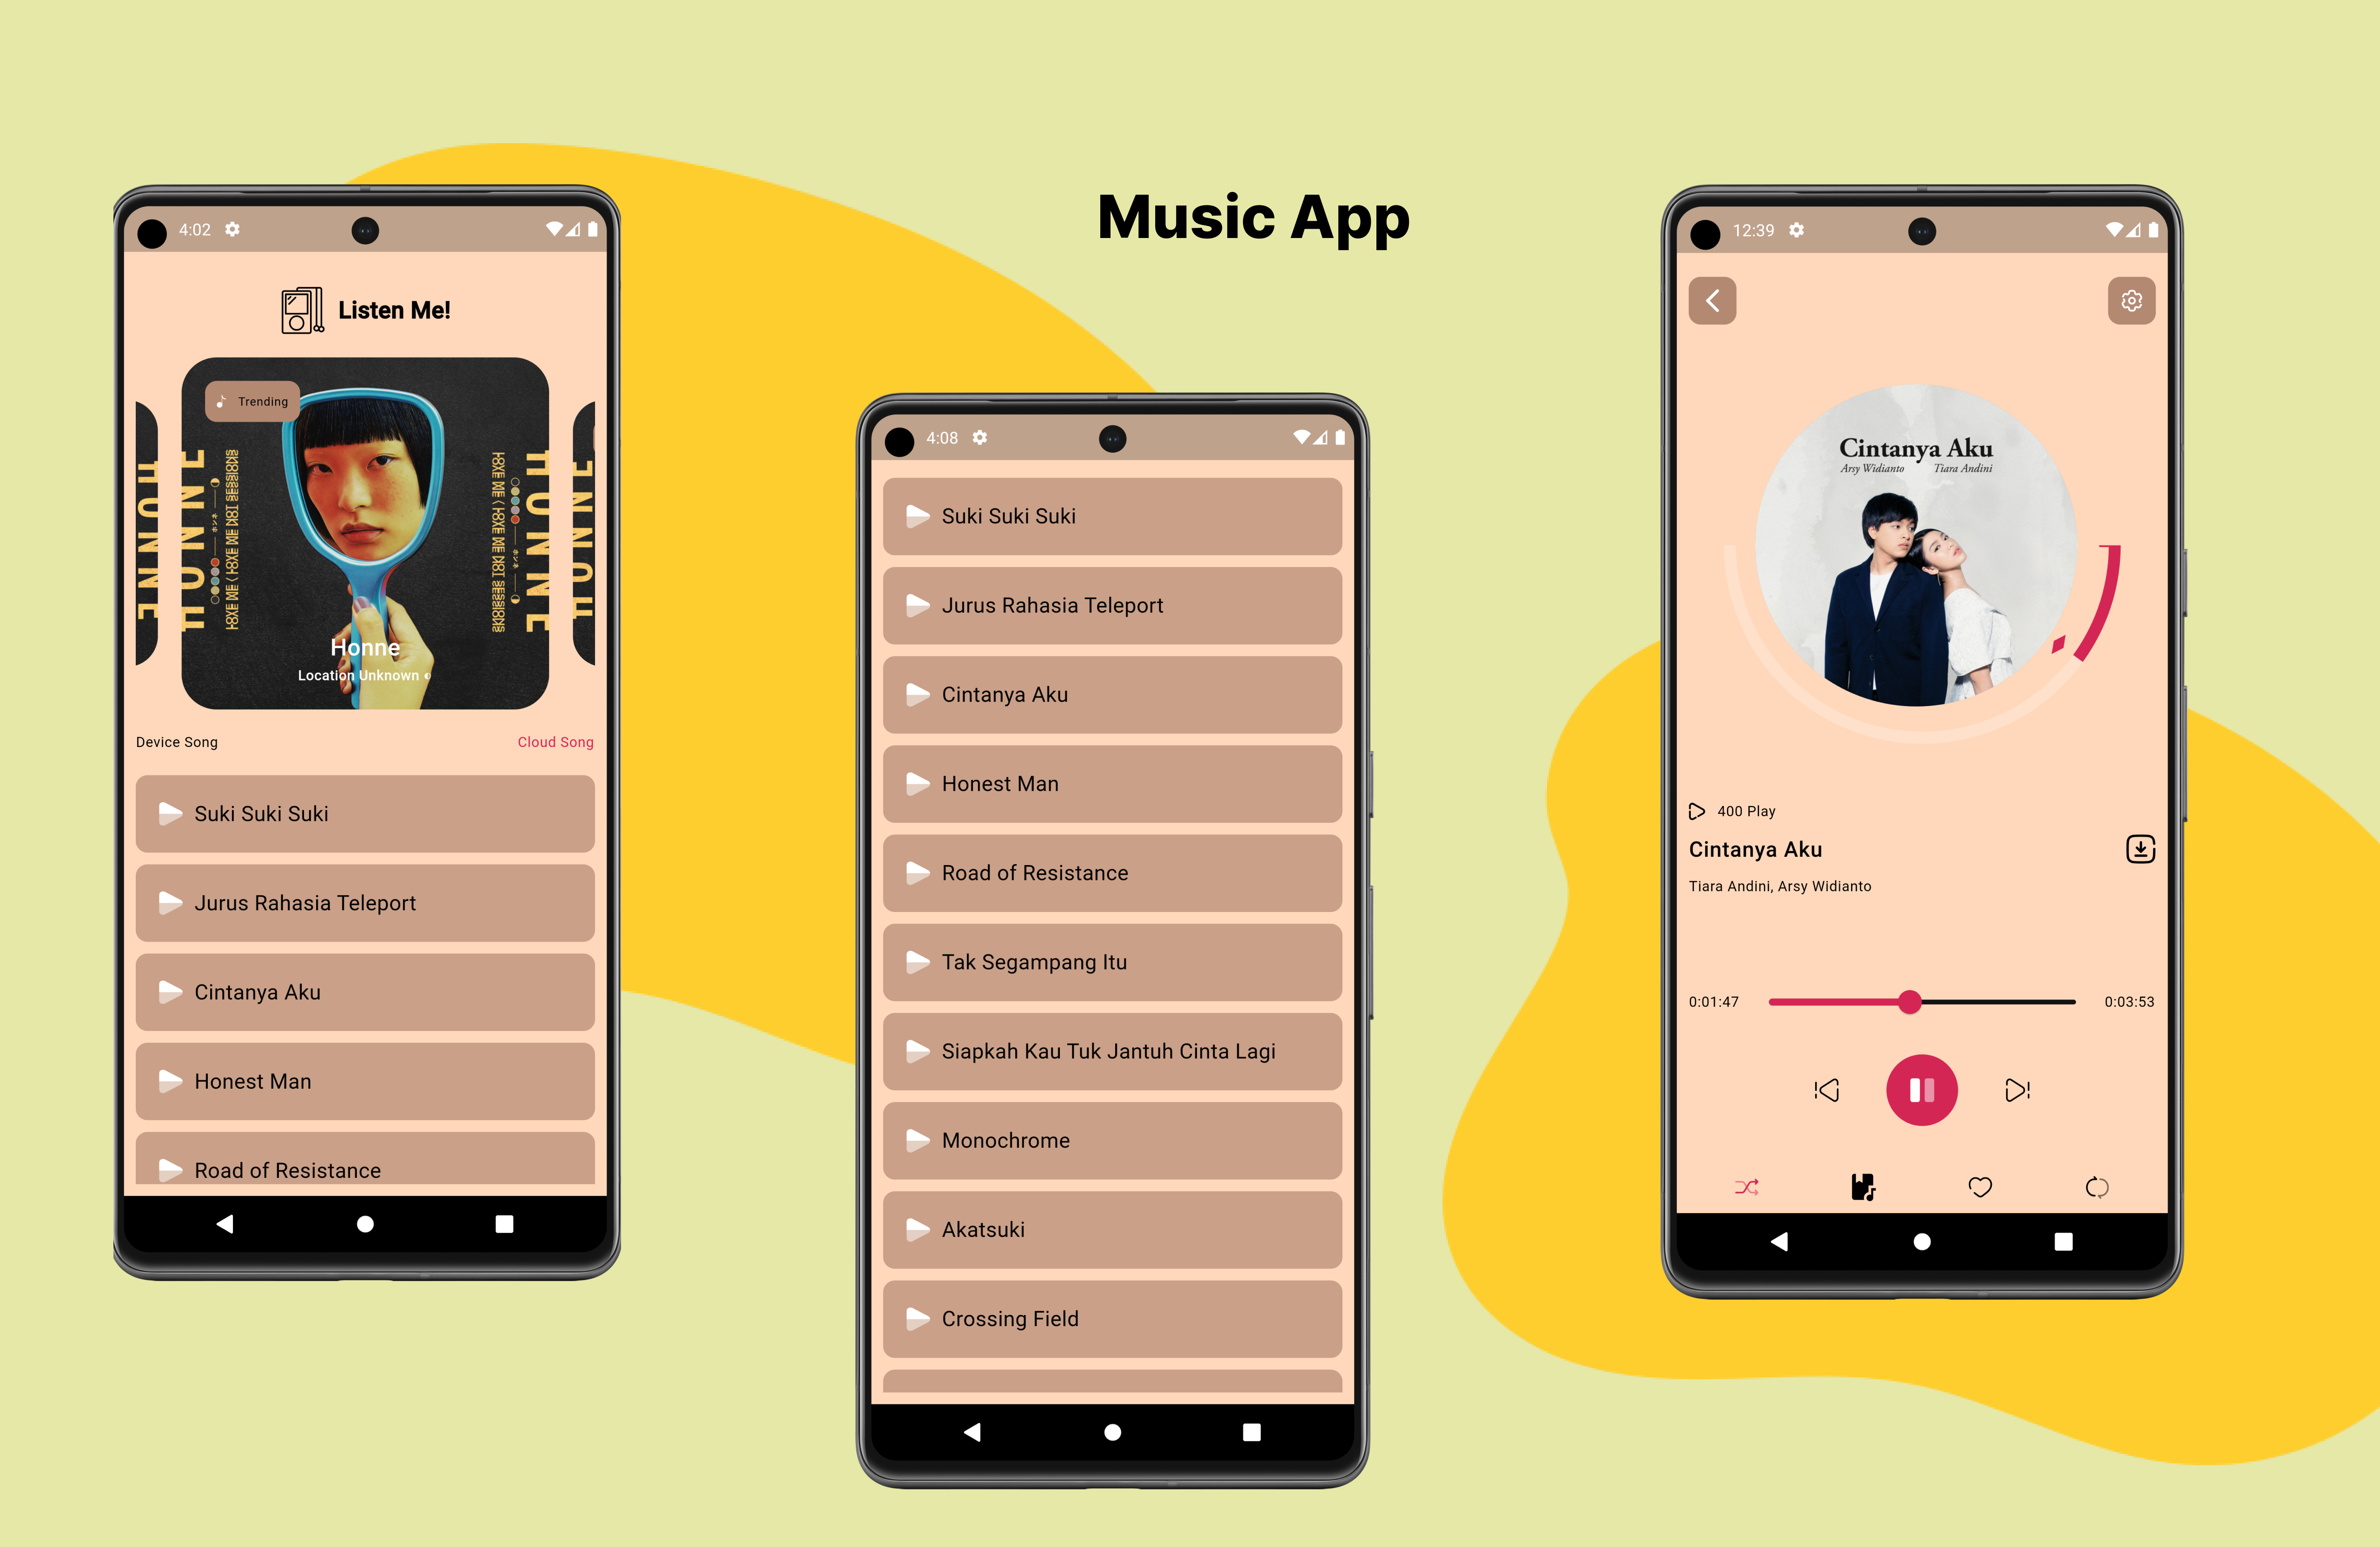 Music App
4:02
Listen Me!
Trending
HONNE
HONNE
HONNE
HONNE
Honne
Location Unknown
Device Song
Cloud Song
Suki Suki Suki
Jurus Rahasia Teleport
Cintanya Aku
Honest Man
Road of Resistance
4:08
Suki Suki Suki
Jurus Rahasia Teleport
Cintanya Aku
Honest Man
Road of Resistance
Tak Segampang Itu
Siapkah Kau Tuk Jantuh Cinta Lagi
Monochrome
Akatsuki
Crossing Field
12:39
Cintanya Aku
Arsy Widianto Tiara Andini
400 Play
Cintanya Aku
Tiara Andini, Arsy Widianto
0:01:47
0:03:53